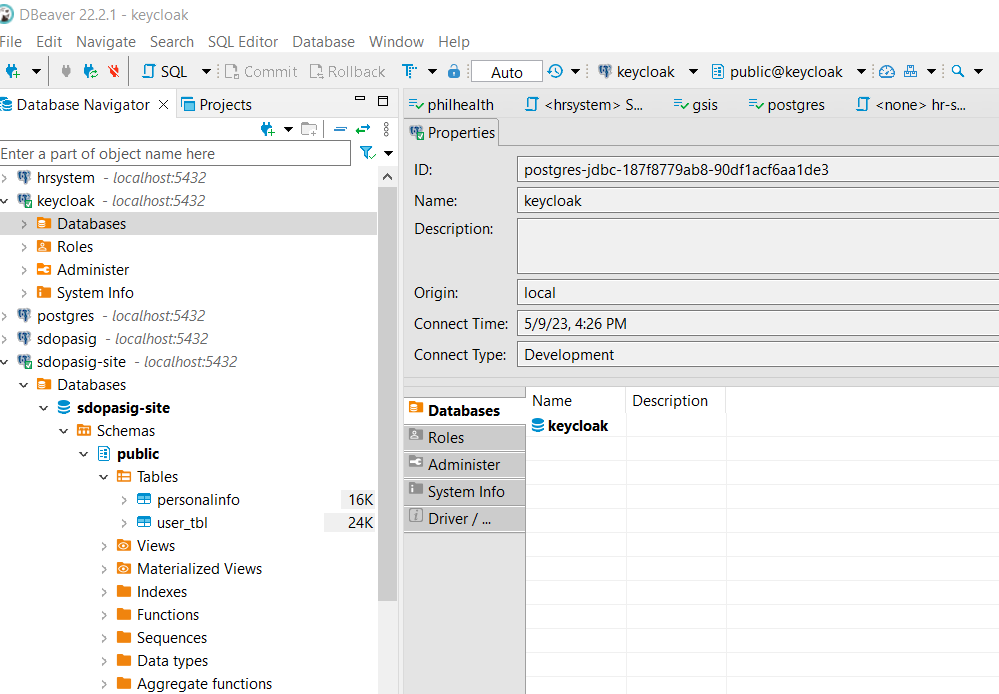 DBeaver 22.2.1 - keycloak
File Edit Navigate Search SQL Editor Database Window Help
SQL Commit Rollback Auto keycloak public@keycloak
Database Navigator Projects
Enter a part of object name here
hrsystem - localhost:5432
keycloak - localhost:5432
Databases
Roles
Administer
System Info
postgres - localhost:5432
sdopasig - localhost:5432
sdopasig-site - localhost:5432
Databases
sdopasig-site
Schemas
public
Tables
personalinfo 16K
user_tbl 24K
Views
Materialized Views
Indexes
Functions
Sequences
Data types
Aggregate functions
philhealth <hrsystem> S... gsis postgres <none> hr-s...
Properties
ID: postgres-jdbc-187f8779ab8-90df1acf6aa1de3
Name: keycloak
Description:
Origin: local
Connect Time: 5/9/23, 4:26 PM
Connect Type: Development
Databases
Roles
Administer
System Info
Driver / ...
Name Description
keycloak